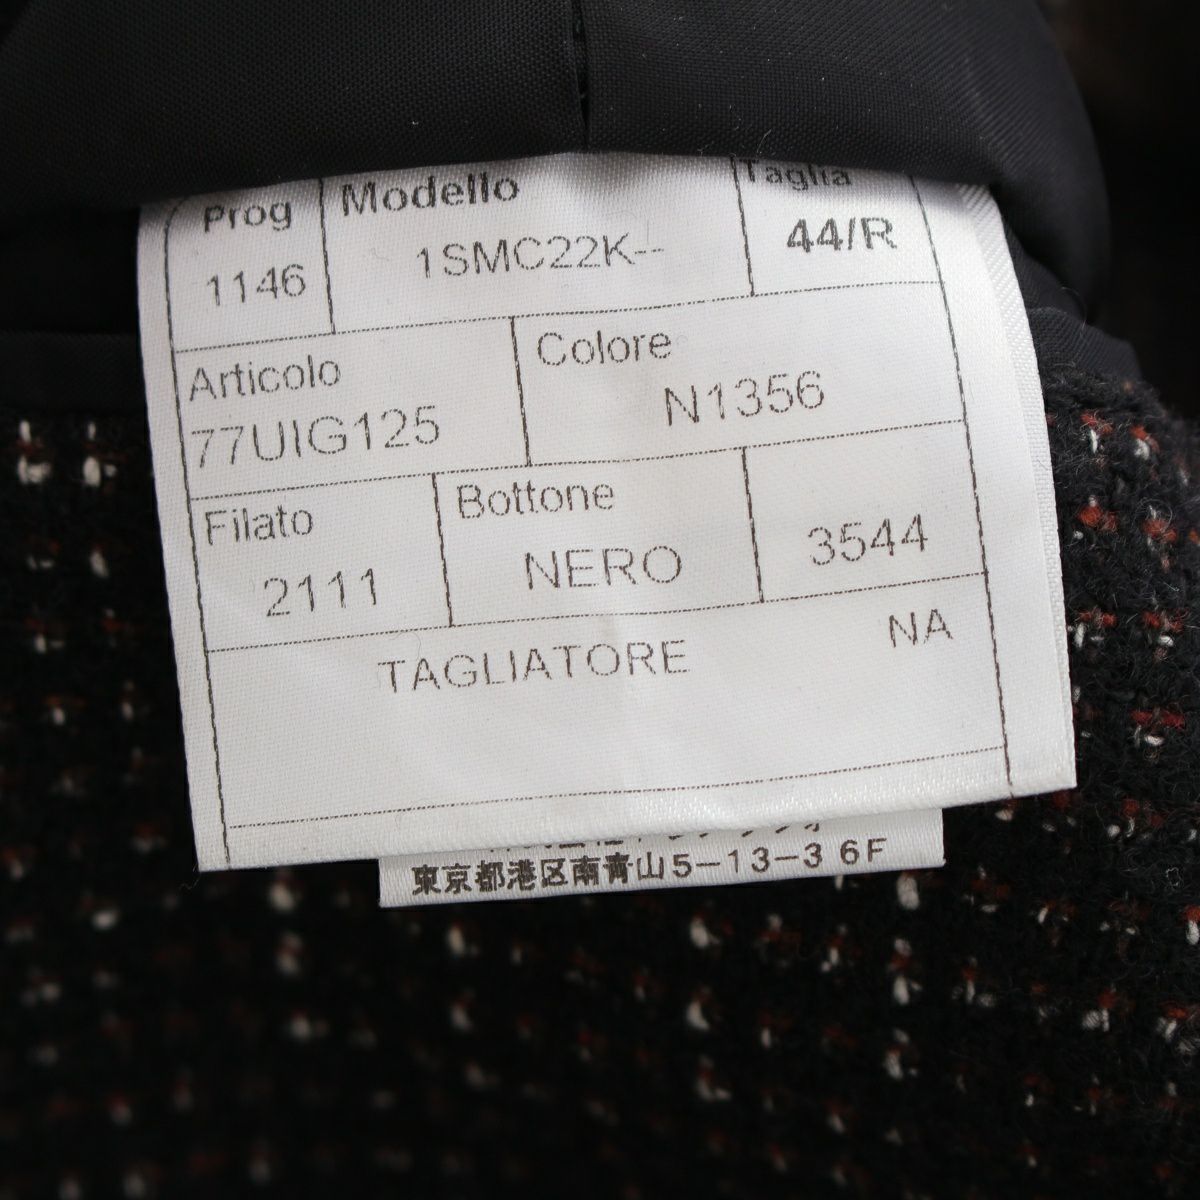 Prog Modello Taglia
1146 1SMC22K-- 44/R
Articolo Colore
77UIG125 N1356
Filato Bottone
2111 NERO 3544
TAGLIATORE NA
東京都港区南青山5-13-3 6F